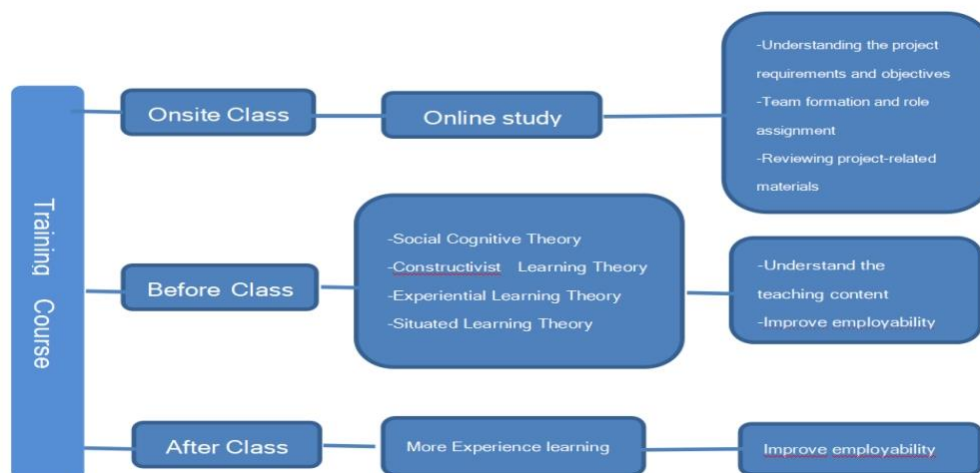 Training Course
Onsite Class
Online study
-Understanding the project
requirements and objectives
-Team formation and role
assignment
-Reviewing project-related
materials
Before Class
-Social Cognitive Theory
-Constructivist Learning Theory
-Experiential Learning Theory
-Situated Learning Theory
-Understand the
teaching content
-Improve employability
After Class
More Experience learning
Improve employability